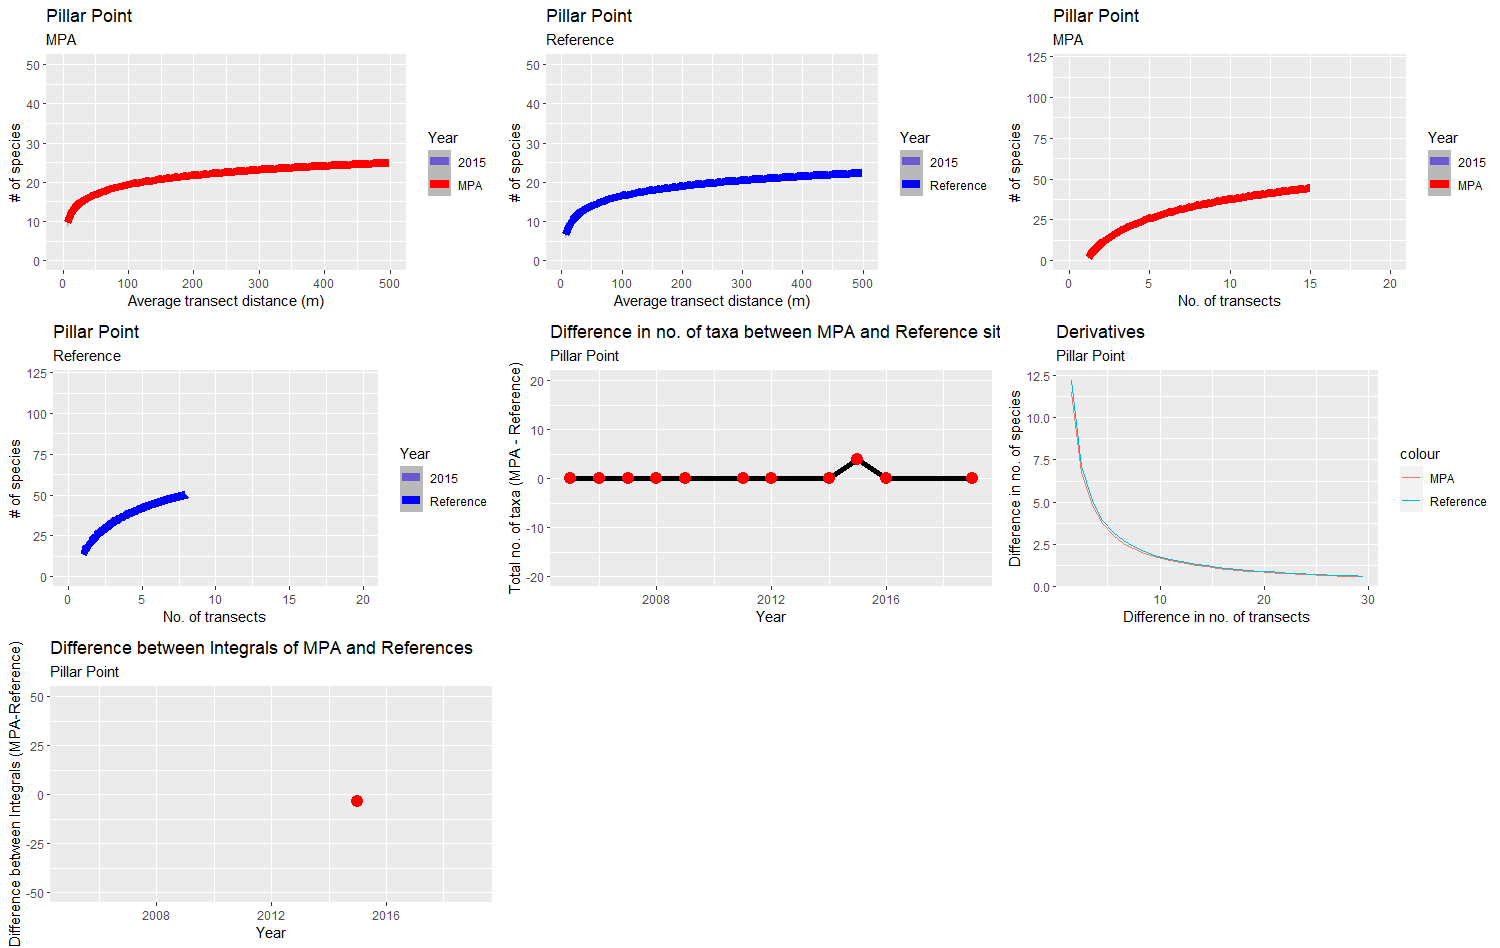 Pillar Point
MPA
# of species
50
40
30
20
10
0
0 100 200 300 400 500
Average transect distance (m)
Year
2015
MPA
Pillar Point
Reference
# of species
50
40
30
20
10
0
0 100 200 300 400 500
Average transect distance (m)
Year
2015
Reference
Pillar Point
MPA
# of species
125
100
75
50
25
0
0 5 10 15 20
No. of transects
Year
2015
MPA
Pillar Point
Reference
# of species
125
100
75
50
25
0
0 5 10 15 20
No. of transects
Year
2015
Reference
Difference in no. of taxa between MPA and Reference sit
Pillar Point
Total no. of taxa (MPA - Reference)
20
10
0
-10
-20
2008 2012 2016
Year
Derivatives
Pillar Point
Difference in no. of species
12.5
10.0
7.5
5.0
2.5
0.0
10 20 30
Difference in no. of transects
colour
MPA
Reference
Difference between Integrals of MPA and References
Pillar Point
Difference between Integrals (MPA-Reference)
50
25
0
-25
-50
2008 2012 2016
Year